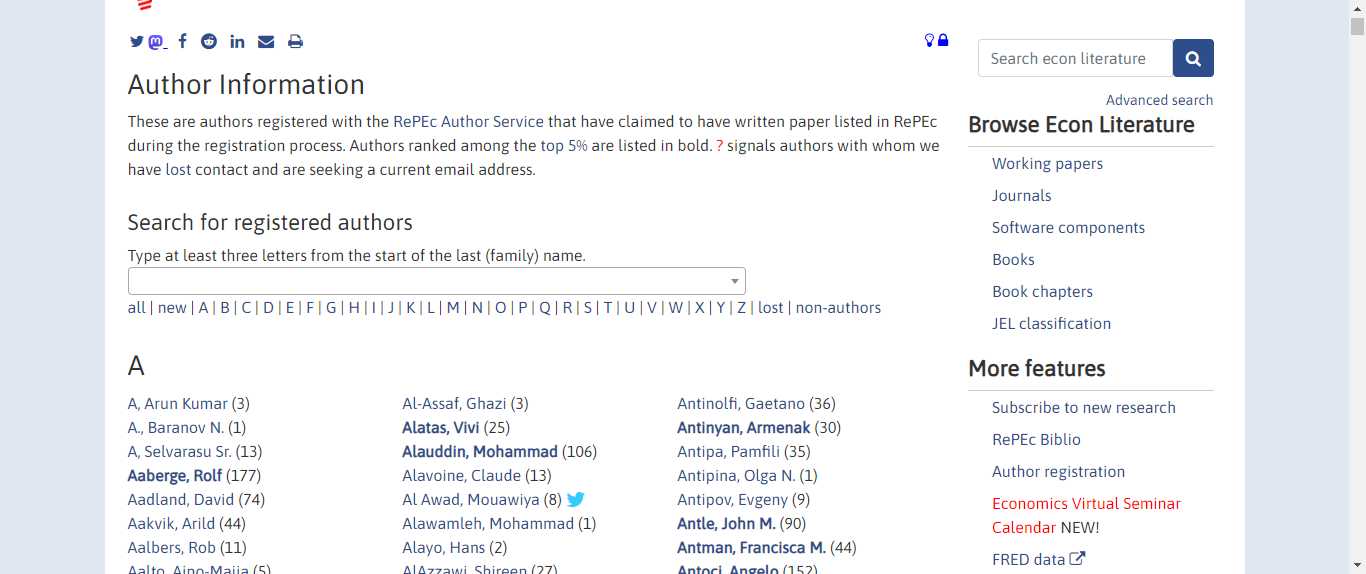 Author Information
These are authors registered with the RePEc Author Service that have claimed to have written paper listed in RePEc
during the registration process. Authors ranked among the top 5% are listed in bold. ? signals authors with whom we
have lost contact and are seeking a current email address.
Search for registered authors
Type at least three letters from the start of the last (family) name.
all | new | A | B | C | D | E | F | G | H | I | J | K | L | M | N | O | P | Q | R | S | T | U | V | W | X | Y | Z | lost | non-authors
A
A, Arun Kumar (3)
A., Baranov N. (1)
A, Selvarasu Sr. (13)
Aaberge, Rolf (177)
Aadland, David (74)
Aakvik, Arild (44)
Aalbers, Rob (11)
Aalto, Aino-Maija (5)
Al-Assaf, Ghazi (3)
Alatas, Vivi (25)
Alauddin, Mohammad (106)
Alavoine, Claude (13)
Al Awad, Mouawiya (8)
Alawamleh, Mohammad (1)
Alayo, Hans (2)
AlAzzawi, Shireen (27)
Antinolfi, Gaetano (36)
Antinyan, Armenak (30)
Antipa, Pamfili (35)
Antipina, Olga N. (1)
Antipov, Evgeny (9)
Antle, John M. (90)
Antman, Francisca M. (44)
Antoci, Angelo (152)
Search econ literature
Advanced search
Browse Econ Literature
Working papers
Journals
Software components
Books
Book chapters
JEL classification
More features
Subscribe to new research
RePEc Biblio
Author registration
Economics Virtual Seminar
Calendar NEW!
FRED data